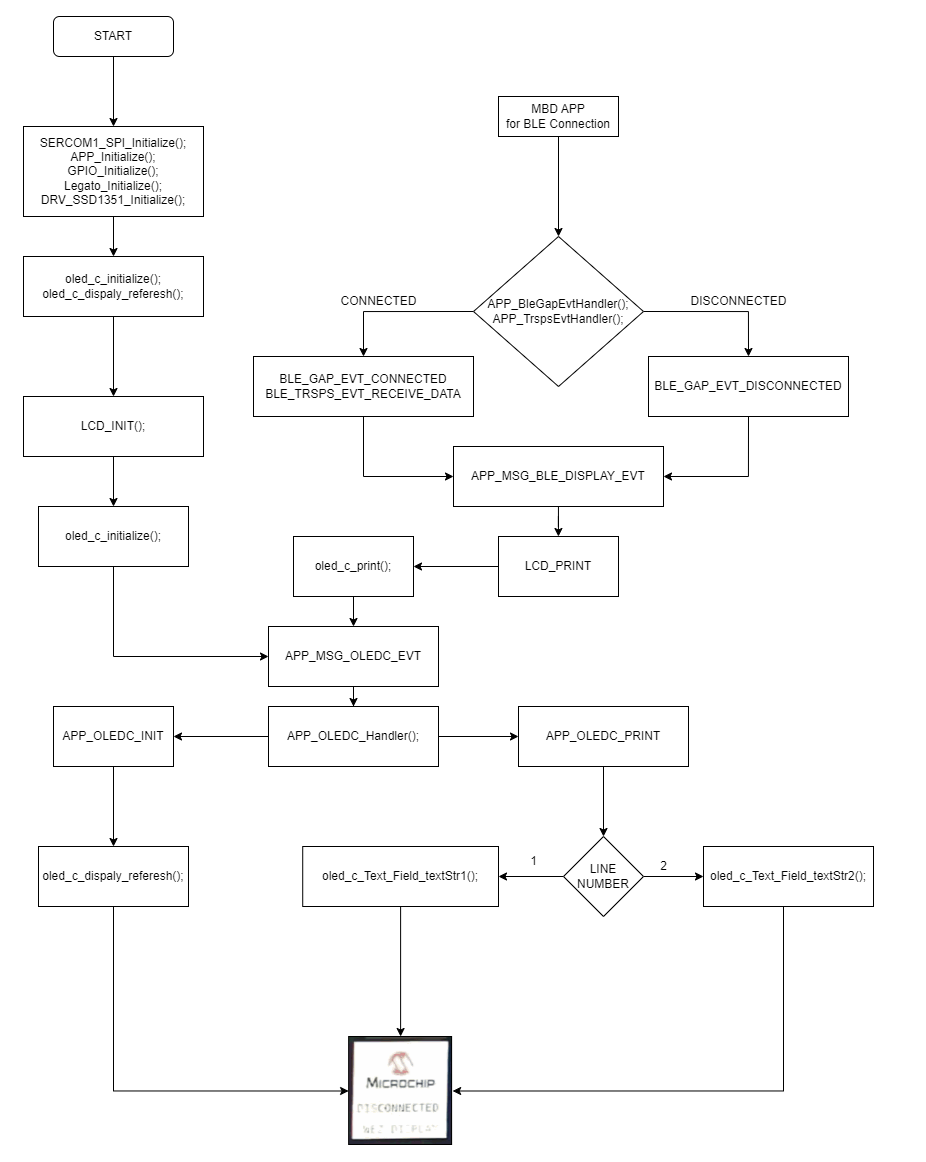 START
SERCOM1_SPI_Initialize();
APP_Initialize();
GPIO_Initialize();
Legato_Initialize();
DRV_SSD1351_Initialize();
oled_c_initialize();
oled_c_dispaly_referesh();
LCD_INIT();
oled_c_initialize();
MBD APP
for BLE Connection
APP_BleGapEvtHandler();
APP_TrspsEvtHandler();
CONNECTED
DISCONNECTED
BLE_GAP_EVT_CONNECTED
BLE_TRSPS_EVT_RECEIVE_DATA
BLE_GAP_EVT_DISCONNECTED
APP_MSG_BLE_DISPLAY_EVT
LCD_PRINT
oled_c_print();
APP_MSG_OLEDC_EVT
APP_OLEDC_Handler();
APP_OLEDC_INIT
APP_OLEDC_PRINT
oled_c_dispaly_referesh();
LINE
NUMBER
1
2
oled_c_Text_Field_textStr1();
oled_c_Text_Field_textStr2();
MICROCHIP
DISCONNECTED